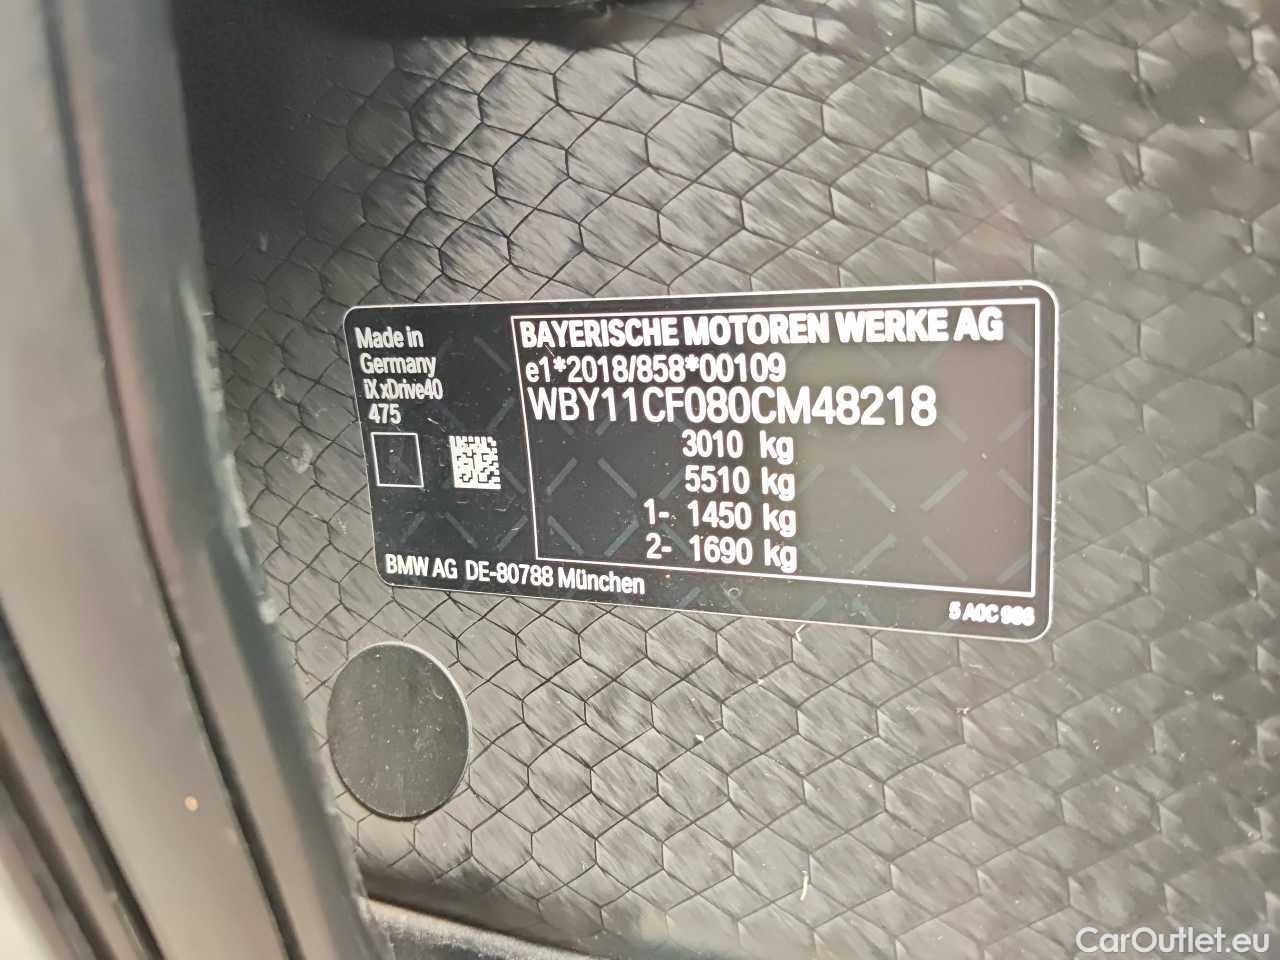 Made in
Germany
iX xDrive40
475
BAYERISCHE MOTOREN WERKE AG
e1*2018/858*00109
WBY11CF080CM48218
3010 kg
5510 kg
1- 1450 kg
2- 1690 kg
BMW AG DE-80788 München
5 A0C 966
CarOutlet.eu